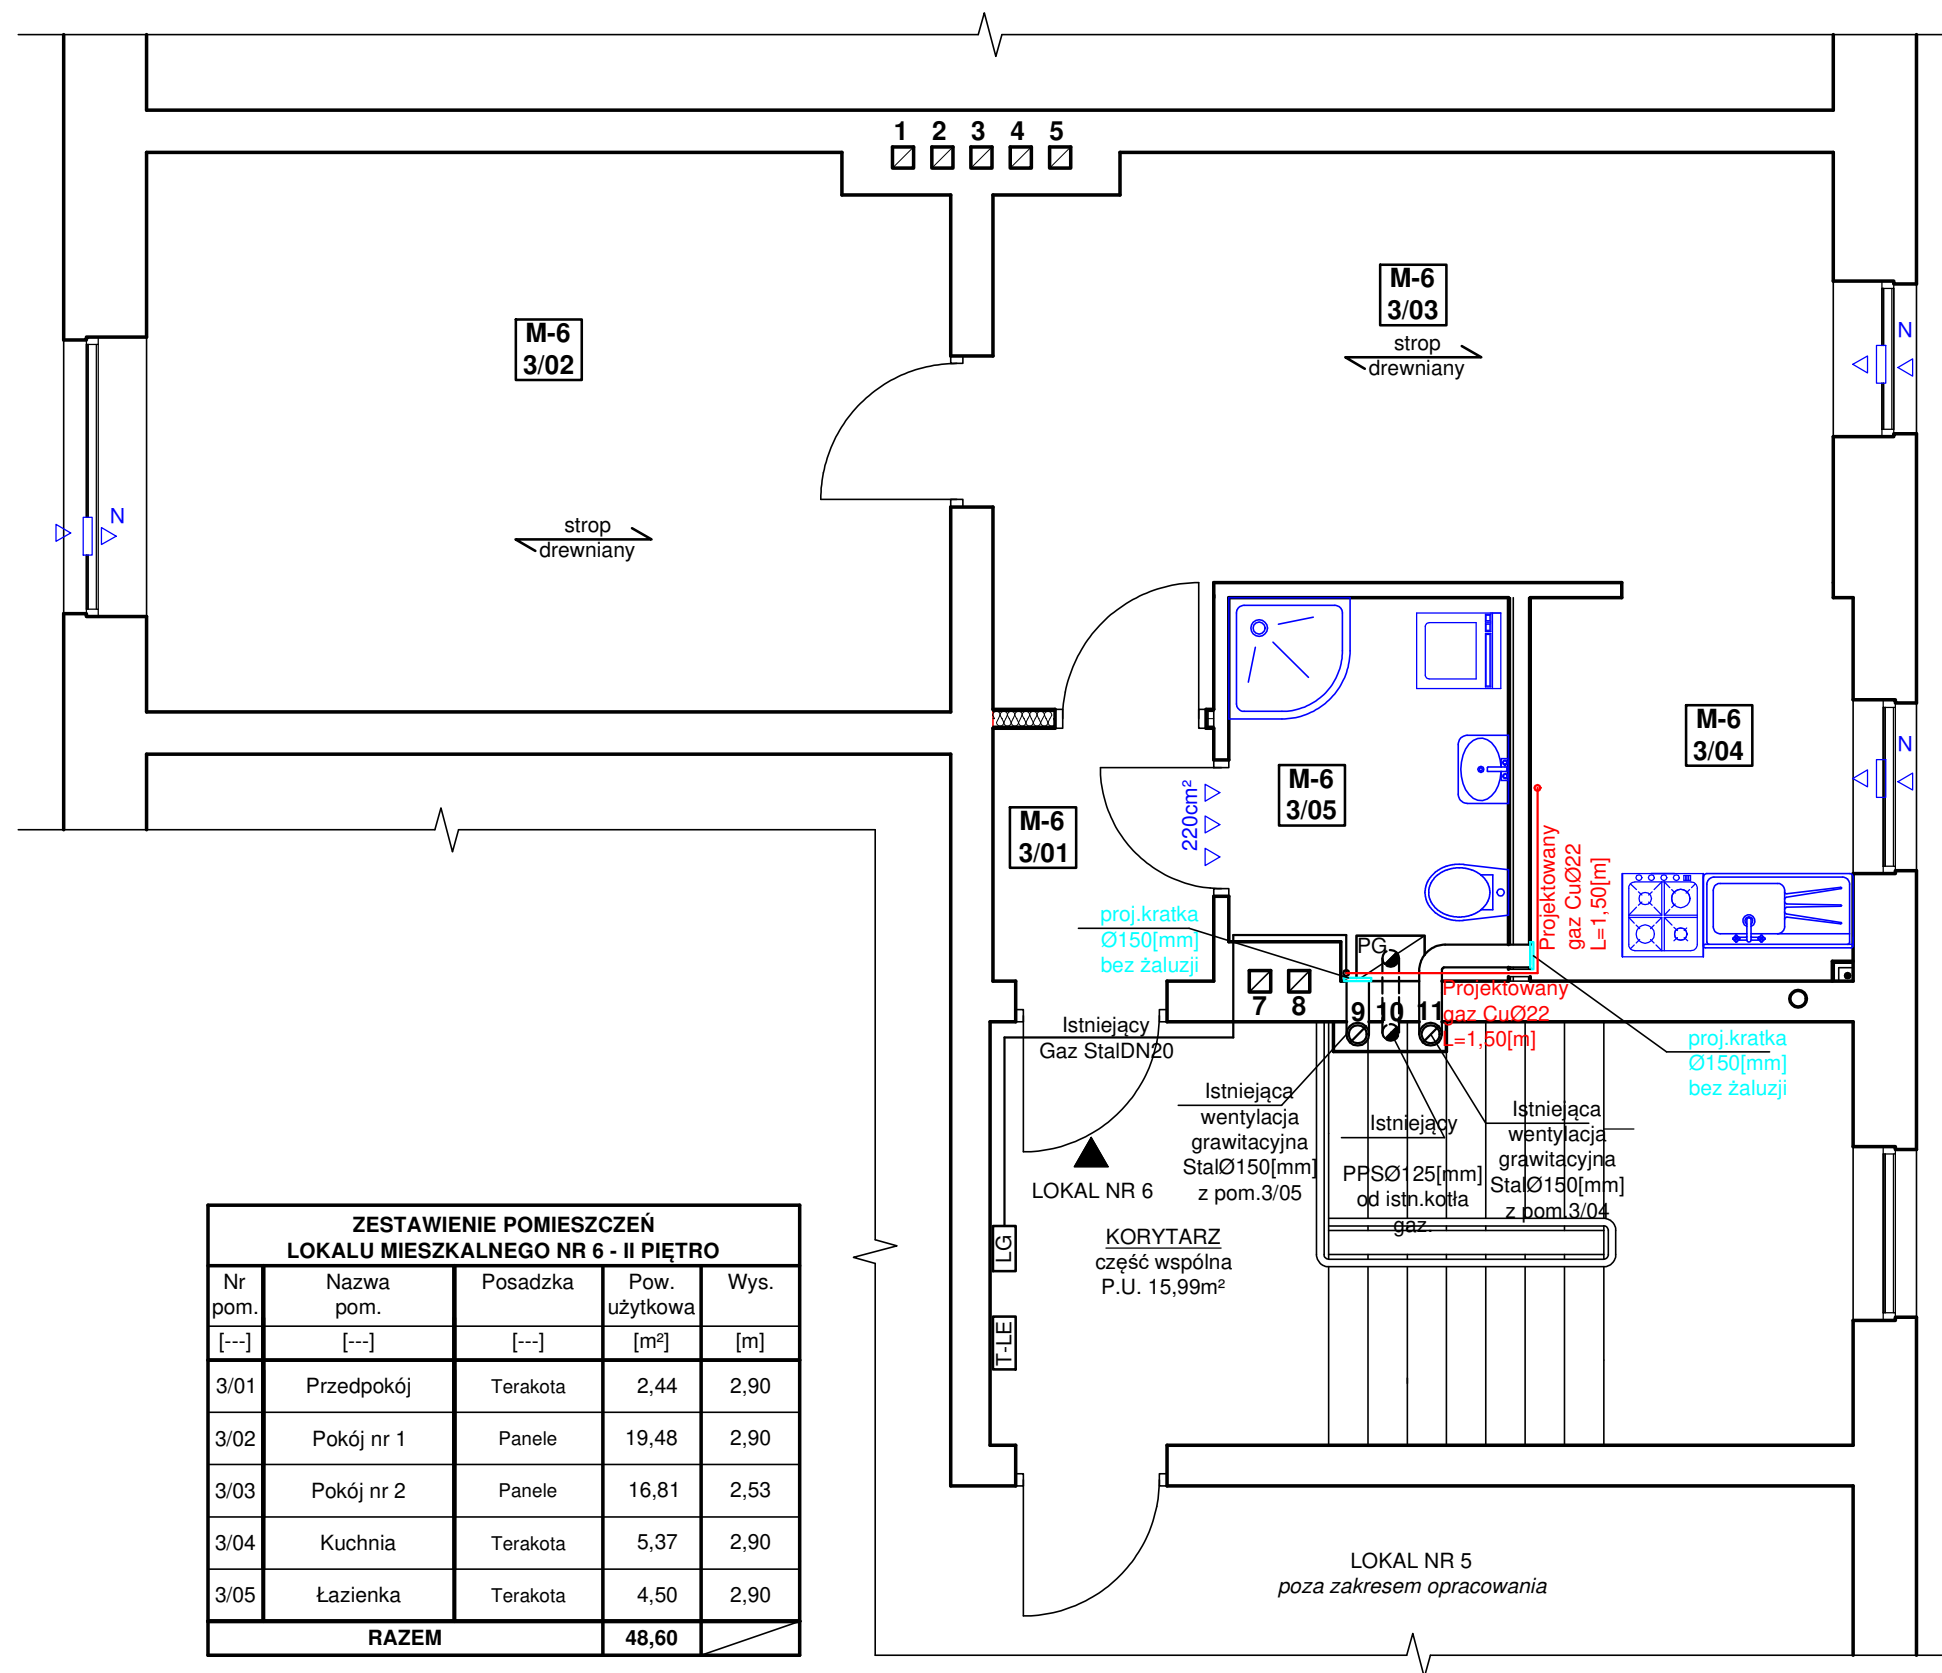 1 2 3 4 5
M-6
3/02
M-6
3/03
strop
drewniany
N
strop
drewniany
N
M-6
3/04
N
M-6
3/05
M-6
3/01
220cm²
proj.kratka
Ø150[mm]
bez żaluzji
Projektowany
gaz CuØ22
L=1,50[m]
PG
7 8 9 10 11
Projektowany
gaz CuØ22
L=1,50[m]
Istniejący
Gaz StalDN20
proj.kratka
Ø150[mm]
bez żaluzji
Istniejąca
wentylacja
grawitacyjna
StalØ150[mm]
z pom.3/05
Istniejący
PPSØ125[mm]
od istn.kotła
gaz.
Istniejąca
wentylacja
grawitacyjna
StalØ150[mm]
z pom.3/04
LOKAL NR 6
LG
KORYTARZ
część wspólna
P.U. 15,99m²
T-LE
LOKAL NR 5
poza zakresem opracowania
ZESTAWIENIE POMIESZCZEŃ
LOKALU MIESZKALNEGO NR 6 - II PIĘTRO
Nr pom. Nazwa pom. Posadzka Pow. użytkowa Wys.
[---] [---] [---] [m²] [m]
3/01 Przedpokój Terakota 2,44 2,90
3/02 Pokój nr 1 Panele 19,48 2,90
3/03 Pokój nr 2 Panele 16,81 2,53
3/04 Kuchnia Terakota 5,37 2,90
3/05 Łazienka Terakota 4,50 2,90
RAZEM 48,60